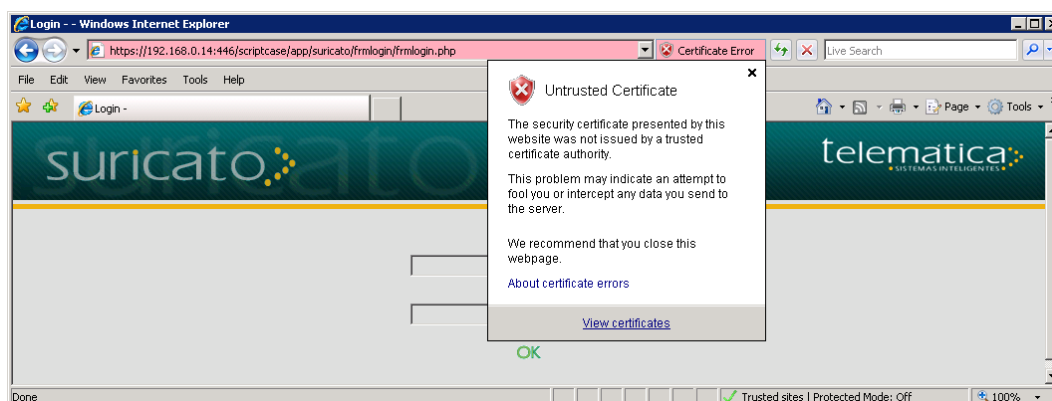 Login - - Windows Internet Explorer
https://192.168.0.14:446/scriptcase/app/suricato/frmlogin/frmlogin.php
Certificate Error
Live Search
File Edit View Favorites Tools Help
Login -
Page
Tools
suricato
telematica
SISTEMAS INTELIGENTES
Untrusted Certificate
The security certificate presented by this
website was not issued by a trusted
certificate authority.
This problem may indicate an attempt to
fool you or intercept any data you send to
the server.
We recommend that you close this
webpage.
About certificate errors
View certificates
OK
Done
Trusted sites | Protected Mode: Off
100%